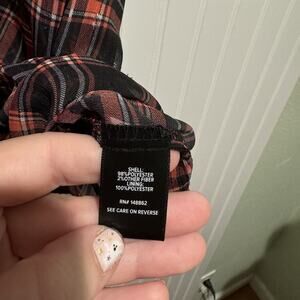 SHELL:
98%POLYESTER
2%OTHER FIBER
LINING:
100%POLYESTER
RN# 148862
SEE CARE ON REVERSE